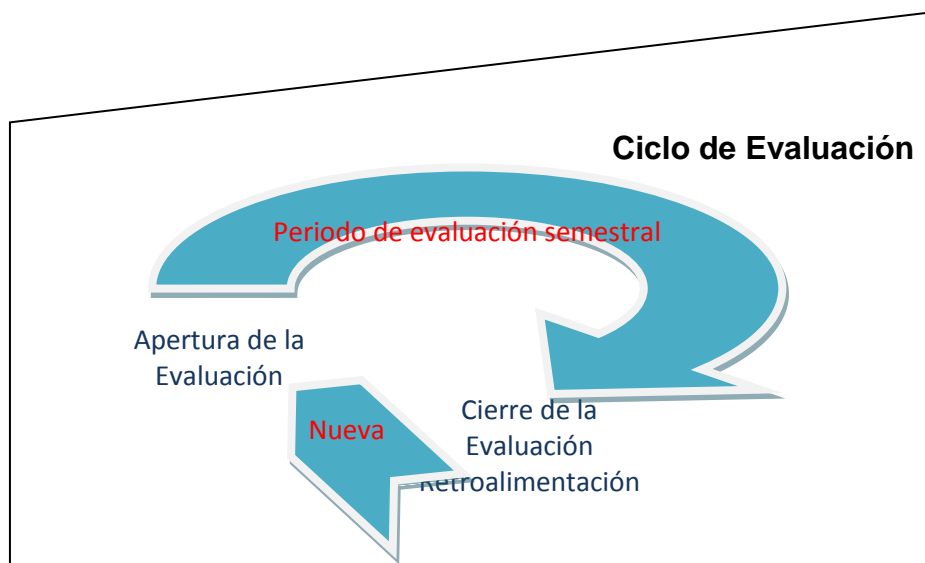 Ciclo de Evaluación
Periodo de evaluación semestral
Apertura de la
Evaluación
Nueva
Cierre de la
Evaluación
Retroalimentación